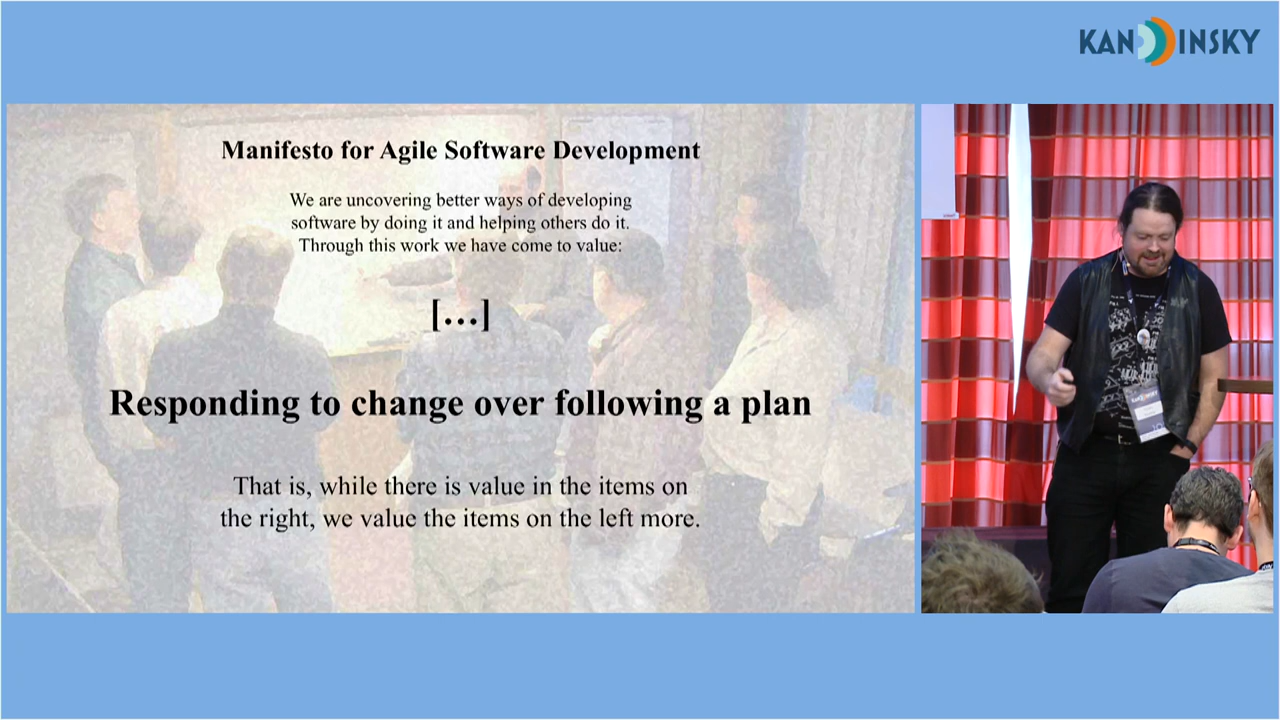 KANDDINSKY
Manifesto for Agile Software Development
We are uncovering better ways of developing
software by doing it and helping others do it.
Through this work we have come to value:
[...]
Responding to change over following a plan
That is, while there is value in the items on
the right, we value the items on the left more.
KANDDINSKY